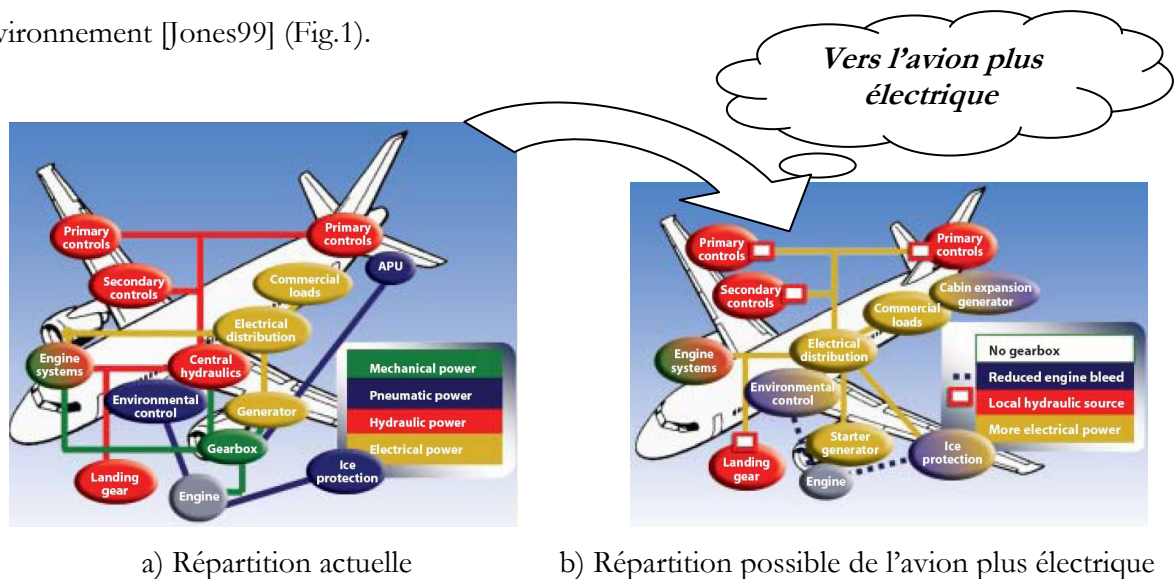 vironnement [Jones99] (Fig.1).
Vers l'avion plus
électrique
Primary
controls
Primary
controls
APU
Secondary
controls
Commercial
loads
Electrical
distribution
Engine
systems
Central
hydraulics
Environmental
control
Generator
Gearbox
Landing
gear
Engine
Ice
protection
Mechanical power
Pneumatic power
Hydraulic power
Electrical power
Primary
controls
Primary
controls
Secondary
controls
Cabin expansion
generator
Commercial
loads
Engine
systems
Electrical
distribution
Environmental
control
Starter
generator
Landing
gear
Engine
Ice
protection
No gearbox
Reduced engine bleed
Local hydraulic source
More electrical power
a) Répartition actuelle
b) Répartition possible de l'avion plus électrique